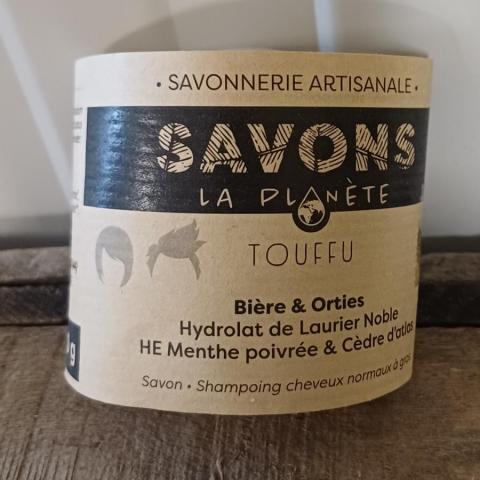 • SAVONNERIE ARTISANALE •
SAVONS
LA PLANÈTE
TOUFFU
Bière & Orties
Hydrolat de Laurier Noble
HE Menthe poivrée & Cèdre d'atlas
Savon • Shampoing cheveux normaux à gras
g